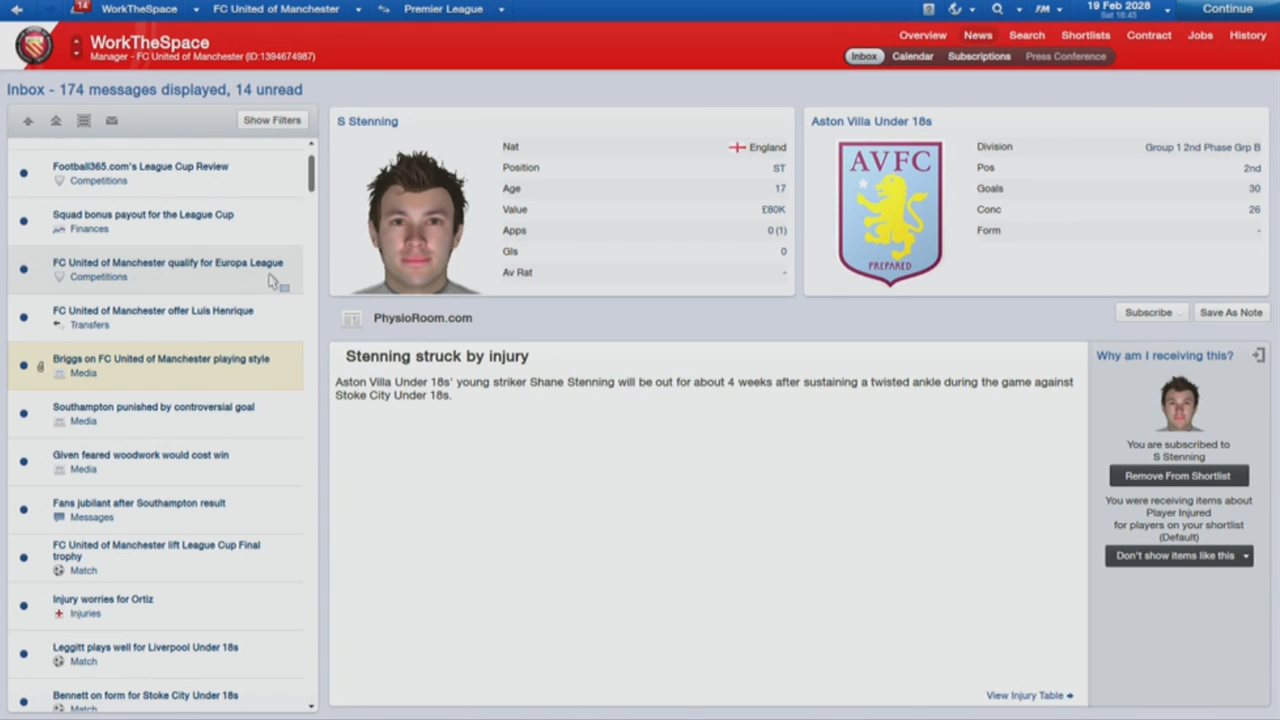 14
WorkTheSpace
FC United of Manchester
Premier League
FM
19 Feb 2028
Sat 16:45
Continue
WorkTheSpace
Manager - FC United of Manchester (ID:1394674987)
Overview
News
Search
Shortlists
Contract
Jobs
History
Inbox
Calendar
Subscriptions
Press Conference
Inbox - 174 messages displayed, 14 unread
Show Filters
Football365.com's League Cup Review
Competitions
Squad bonus payout for the League Cup
Finances
FC United of Manchester qualify for Europa League
Competitions
FC United of Manchester offer Luís Henrique
Transfers
Briggs on FC United of Manchester playing style
Media
Southampton punished by controversial goal
Media
Given feared woodwork would cost win
Media
Fans jubilant after Southampton result
Messages
FC United of Manchester lift League Cup Final
trophy
Match
Injury worries for Ortiz
Injuries
Leggitt plays well for Liverpool Under 18s
Match
Bennett on form for Stoke City Under 18s
Match
S Stenning
Nat England
Position ST
Age 17
Value £80K
Apps 0 (1)
Gls 0
Av Rat -
Aston Villa Under 18s
AVFC
PREPARED
Division Group 1 2nd Phase Grp B
Pos 2nd
Goals 30
Conc 26
Form -
PhysioRoom.com
Subscribe
Save As Note
Stenning struck by injury
Aston Villa Under 18s' young striker Shane Stenning will be out for about 4 weeks after sustaining a twisted ankle during the game against
Stoke City Under 18s.
View Injury Table
Why am I receiving this?
You are subscribed to
S Stenning
Remove From Shortlist
You were receiving items about
Player Injured
for players on your shortlist
(Default)
Don't show items like this